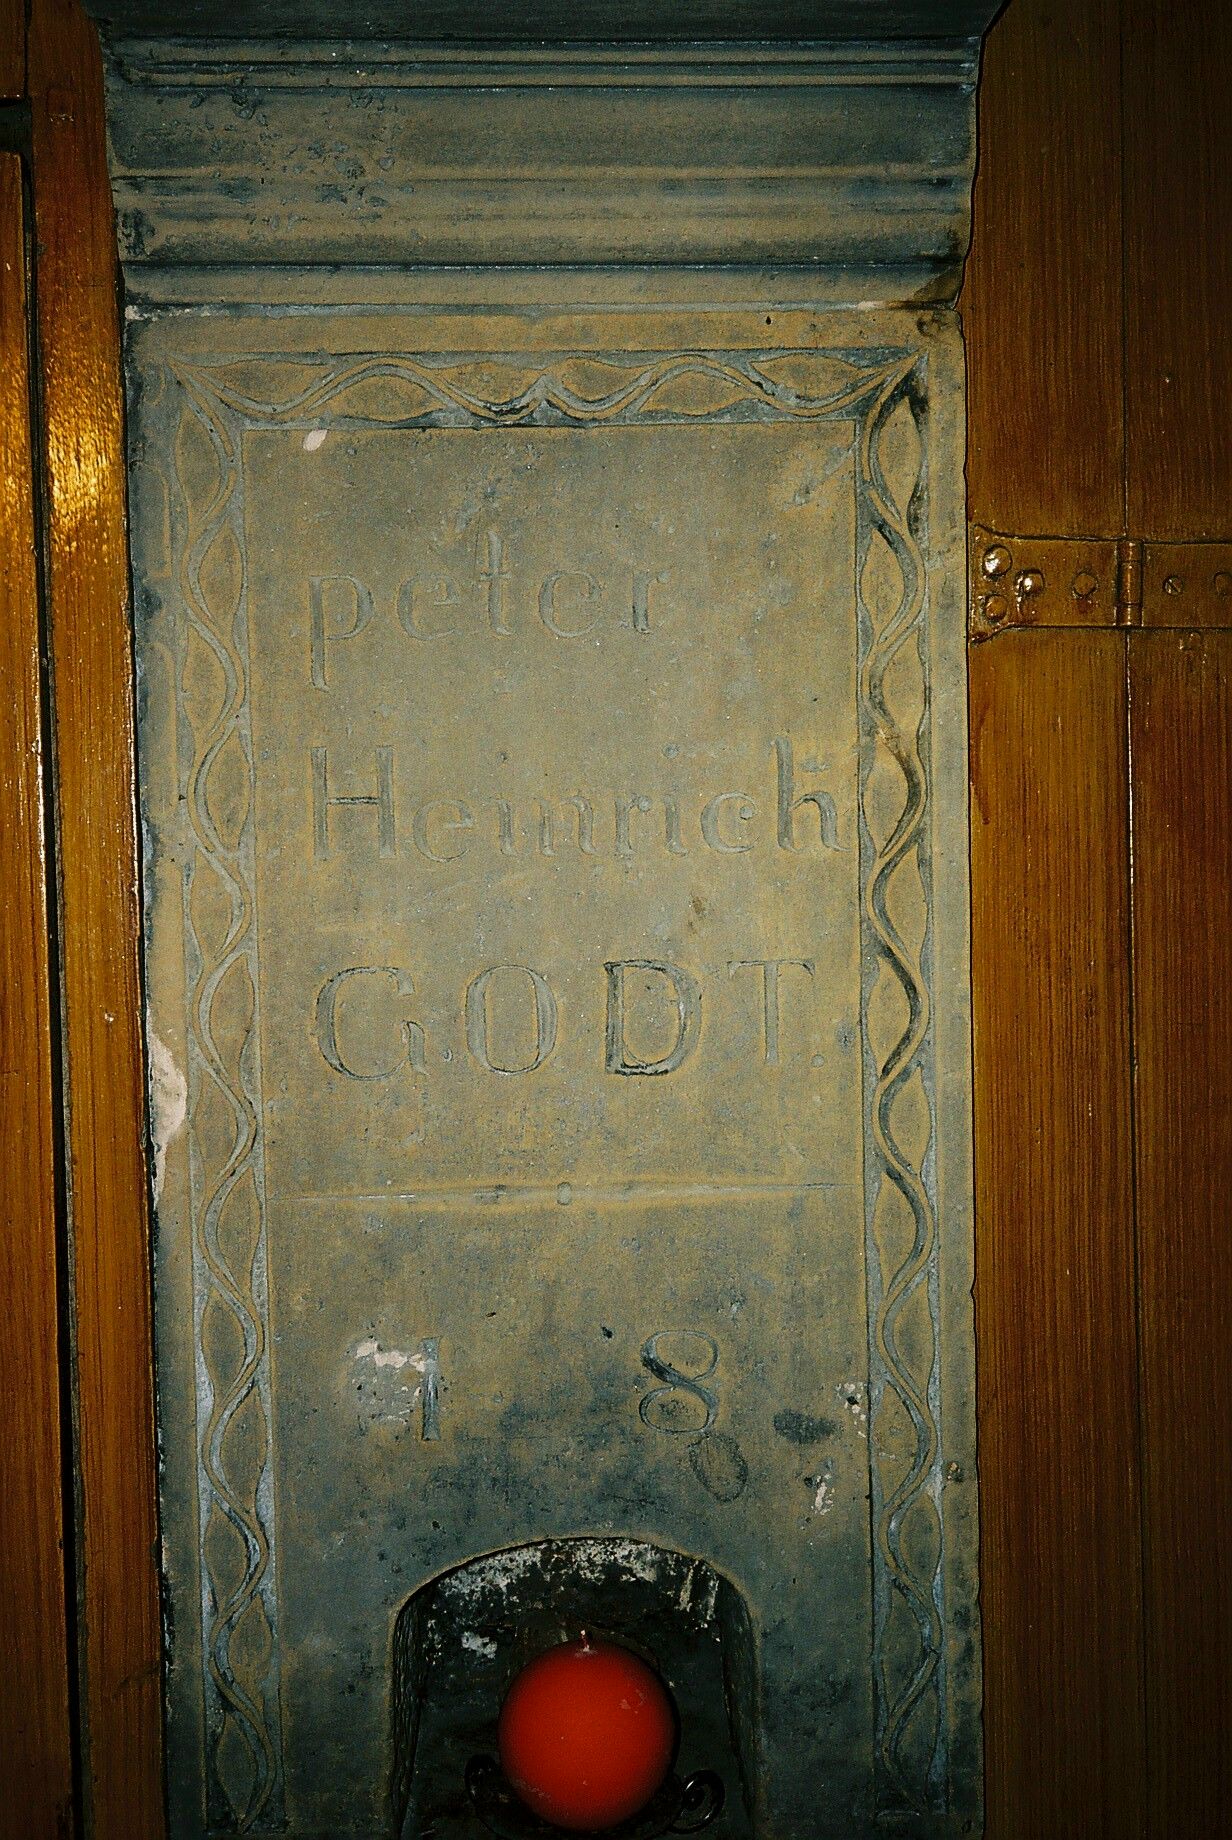 peter
Heinrich
GODT.
1 8